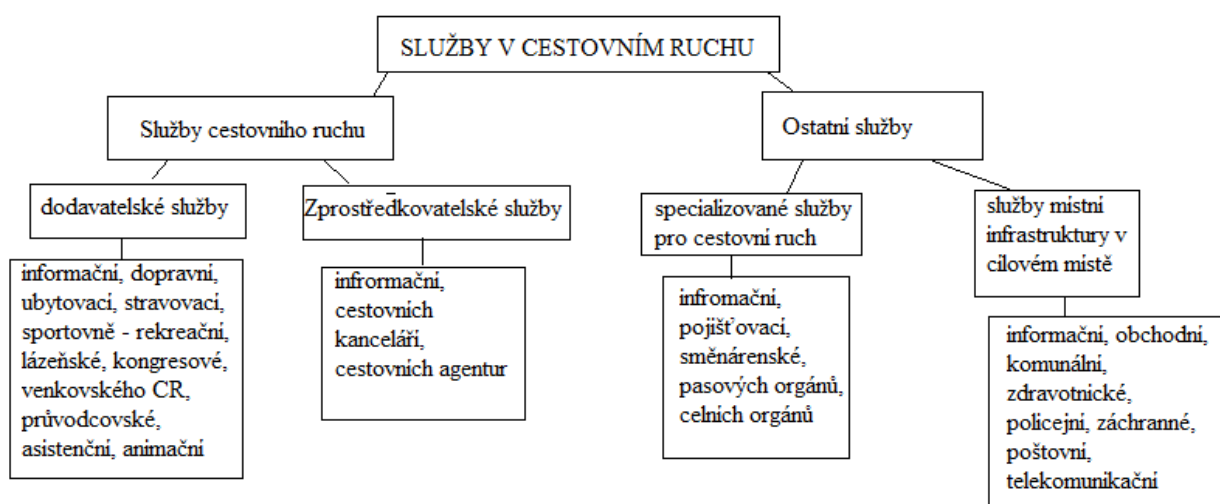 SLUŽBY V CESTOVNÍM RUCHU
Služby cestovního ruchu
Ostatní služby
dodavatelské služby
Zprostředkovatelské služby
specializované služby
pro cestovní ruch
služby místní
infrastruktury v
cílovém místě
informační, dopravní,
ubytovací, stravovací,
sportovně - rekreační,
lázeňské, kongresové,
venkovského CR,
průvodcovské,
asistenční, animační
infrormační,
cestovních
kanceláří,
cestovních agentur
infromační,
pojišťovací,
směnárenské,
pasových orgánů,
celních orgánů
informační, obchodní,
komunální,
zdravotnické,
policejní, záchranné,
poštovní,
telekomunikační